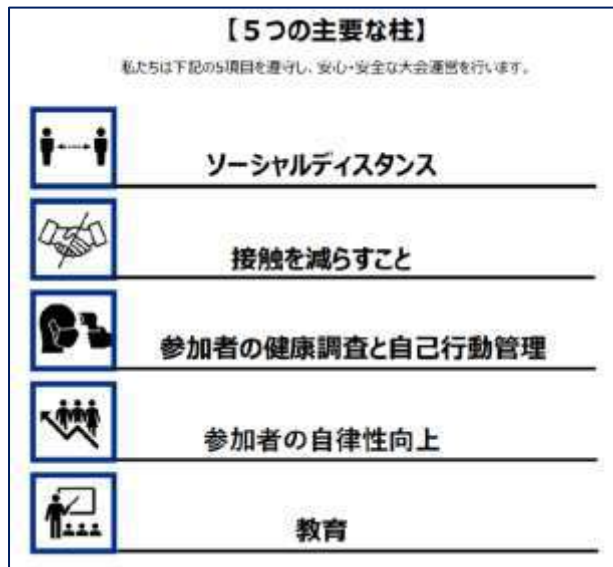 【５つの主要な柱】
私たちは下記の5項目を遵守し、安心・安全な大会運営を行います。
ソーシャルディスタンス
接触を減らすこと
参加者の健康調査と自己行動管理
参加者の自律性向上
教育